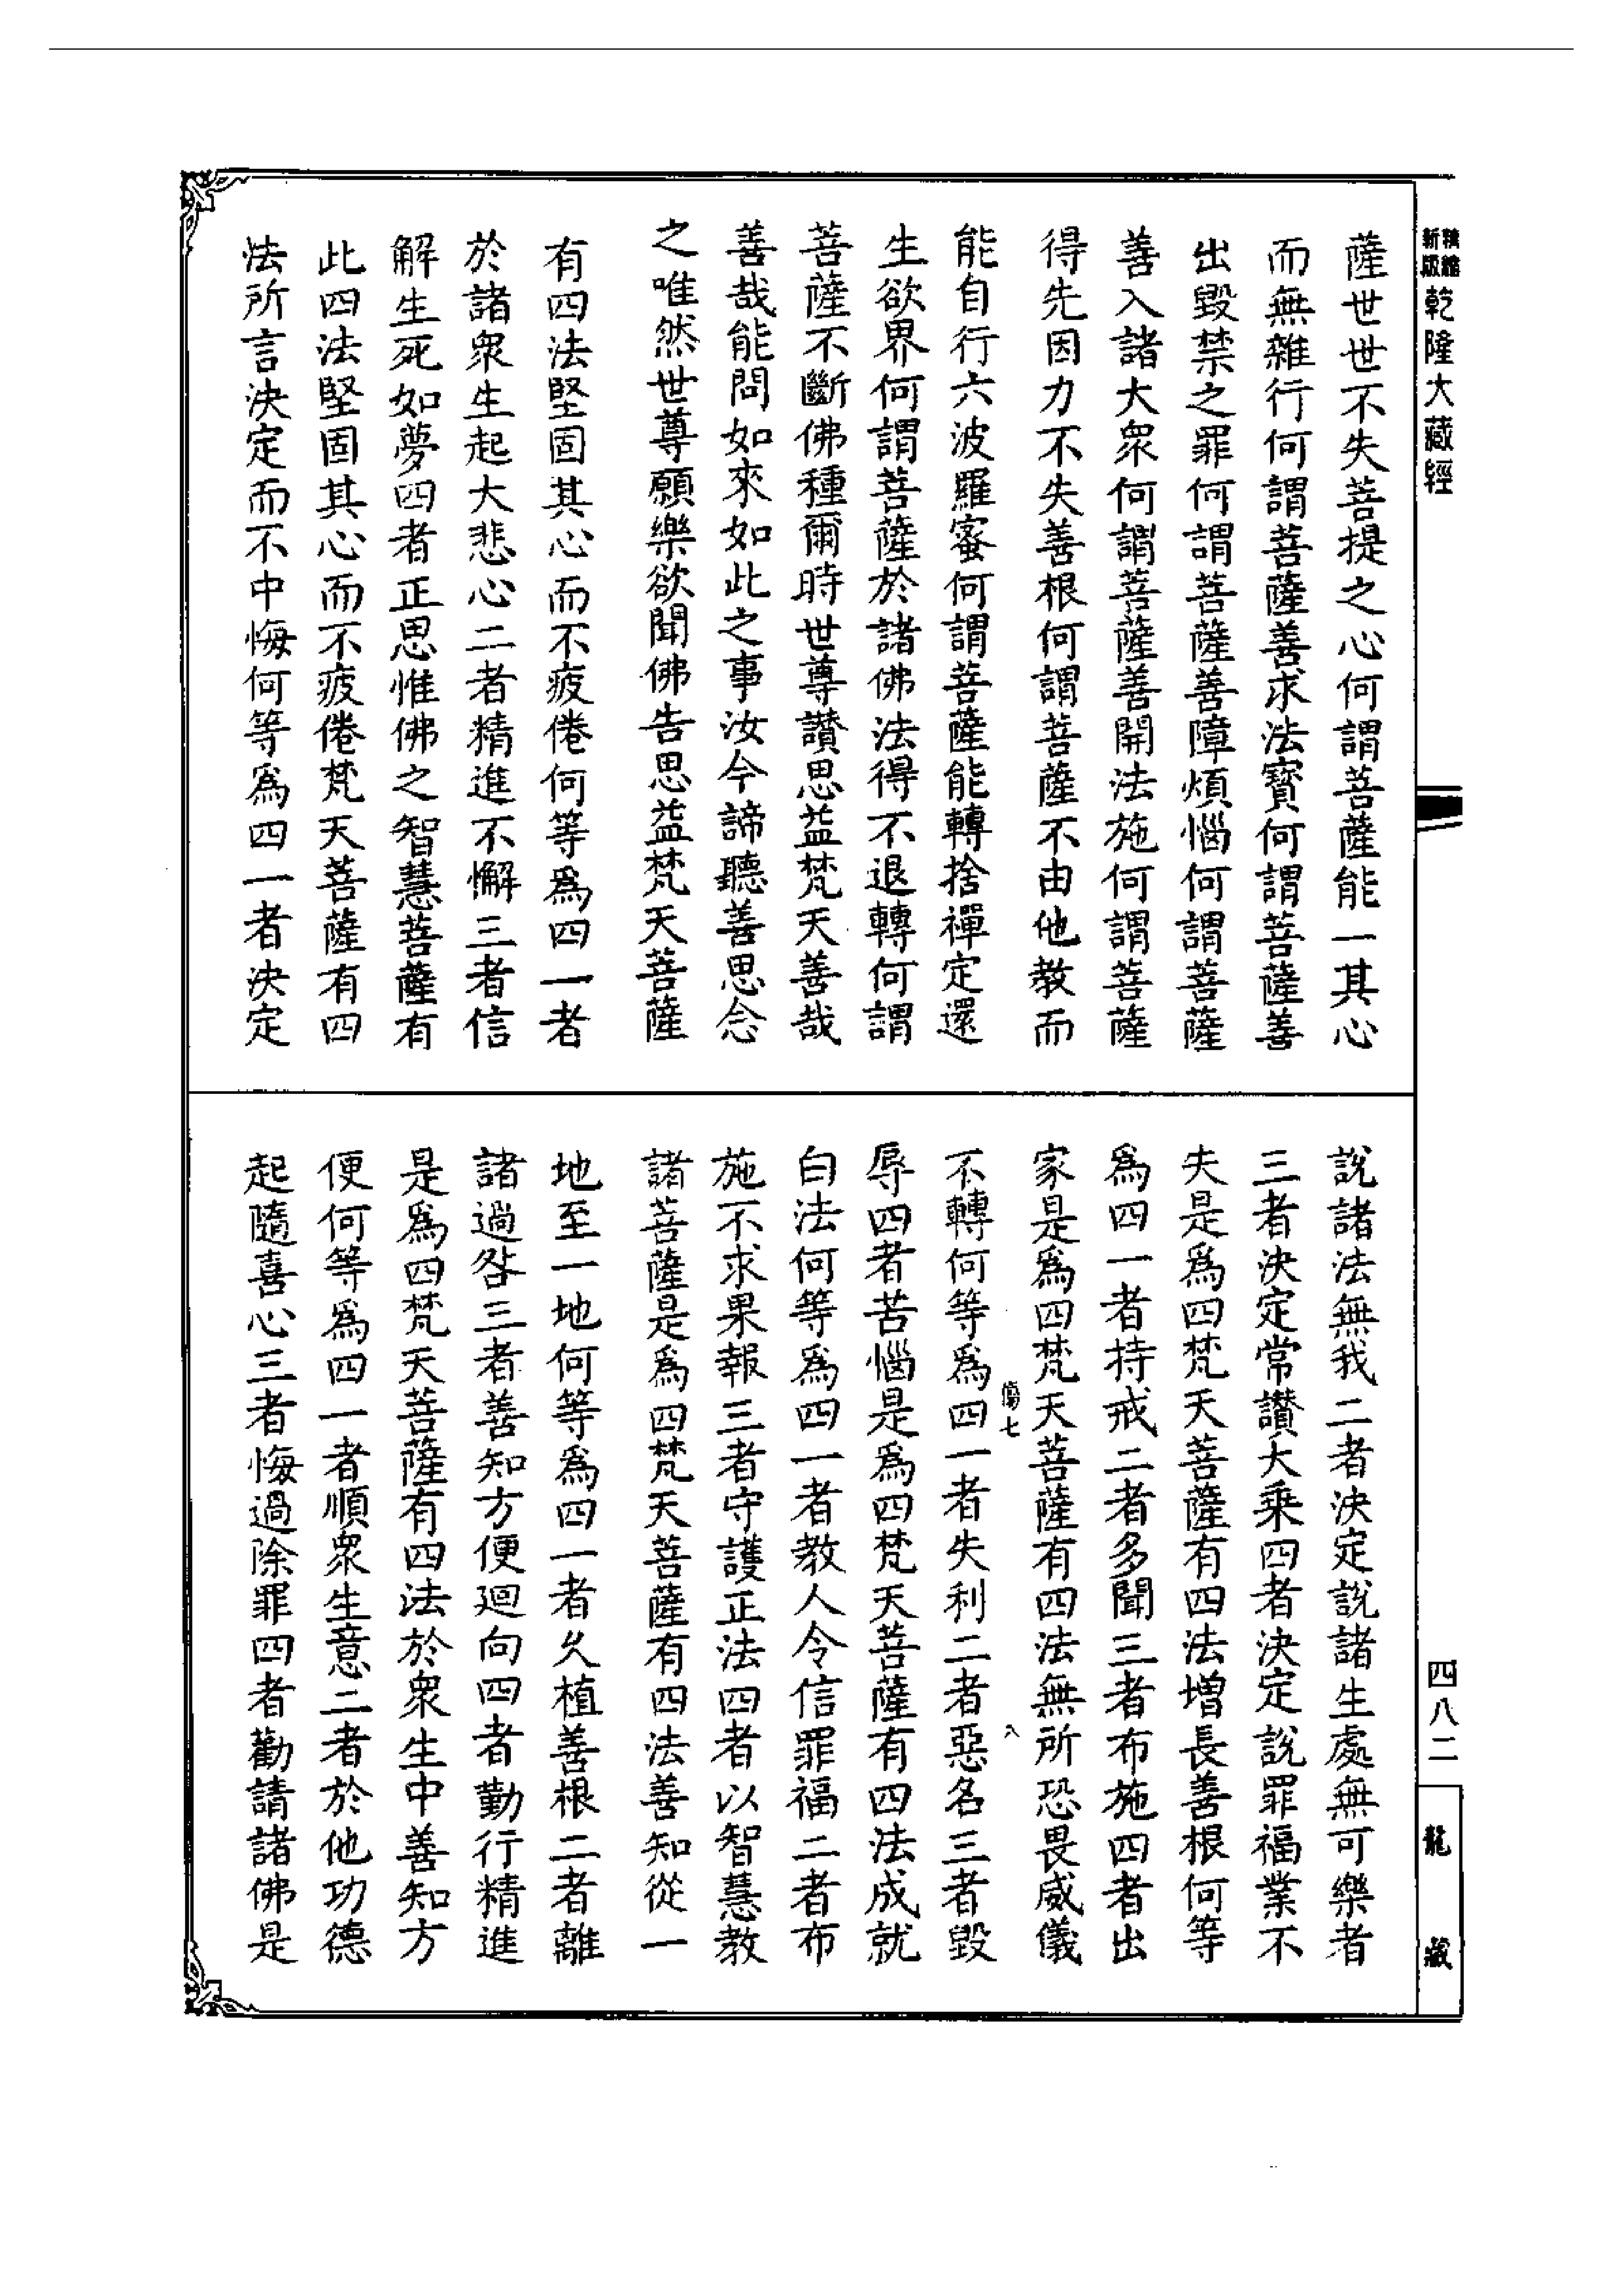 精縮
新版
乾隆大藏經
薩世世不失菩提之心何謂菩薩能一其心
而無雜行何謂菩薩善求法寶何謂菩薩善
出毀禁之罪何謂菩薩善障煩惱何謂菩薩
善入諸大衆何謂菩薩善開法施何謂菩薩
得先因力不失善根何謂菩薩不由他教而
能自行六波羅蜜何謂菩薩能轉捨禪定還
生欲界何謂菩薩於諸佛法得不退轉何謂
菩薩不斷佛種爾時世尊讚思益梵天善哉
善哉能問如來如此之事汝今諦聽善思念
之唯然世尊願樂欲聞佛告思益梵天菩薩
有四法堅固其心而不疲倦何等爲四一者
於諸衆生起大悲心二者精進不懈三者信
解生死如夢四者正思惟佛之智慧菩薩有
此四法堅固其心而不疲倦梵天菩薩有四
法所言決定而不中悔何等爲四一者決定
說諸法無我二者決定說諸生處無可樂者
三者決定常讚大乘四者決定說罪福業不
失是爲四梵天菩薩有四法增長善根何等
爲四一者持戒二者多聞三者布施四者出
家是爲四梵天菩薩有四法無所恐畏威儀
傷七
八
不轉何等爲四一者失利二者惡名三者毀
辱四者苦惱是爲四梵天菩薩有四法成就
白法何等爲四一者教人令信罪福二者布
施不求果報三者守護正法四者以智慧教
諸菩薩是爲四梵天菩薩有四法善知從一
地至一地何等爲四一者久植善根二者離
諸過咎三者善知方便迴向四者勤行精進
是爲四梵天菩薩有四法於衆生中善知方
便何等爲四一者順衆生意二者於他功德
起隨喜心三者悔過除罪四者勸請諸佛是
四八二
龍藏